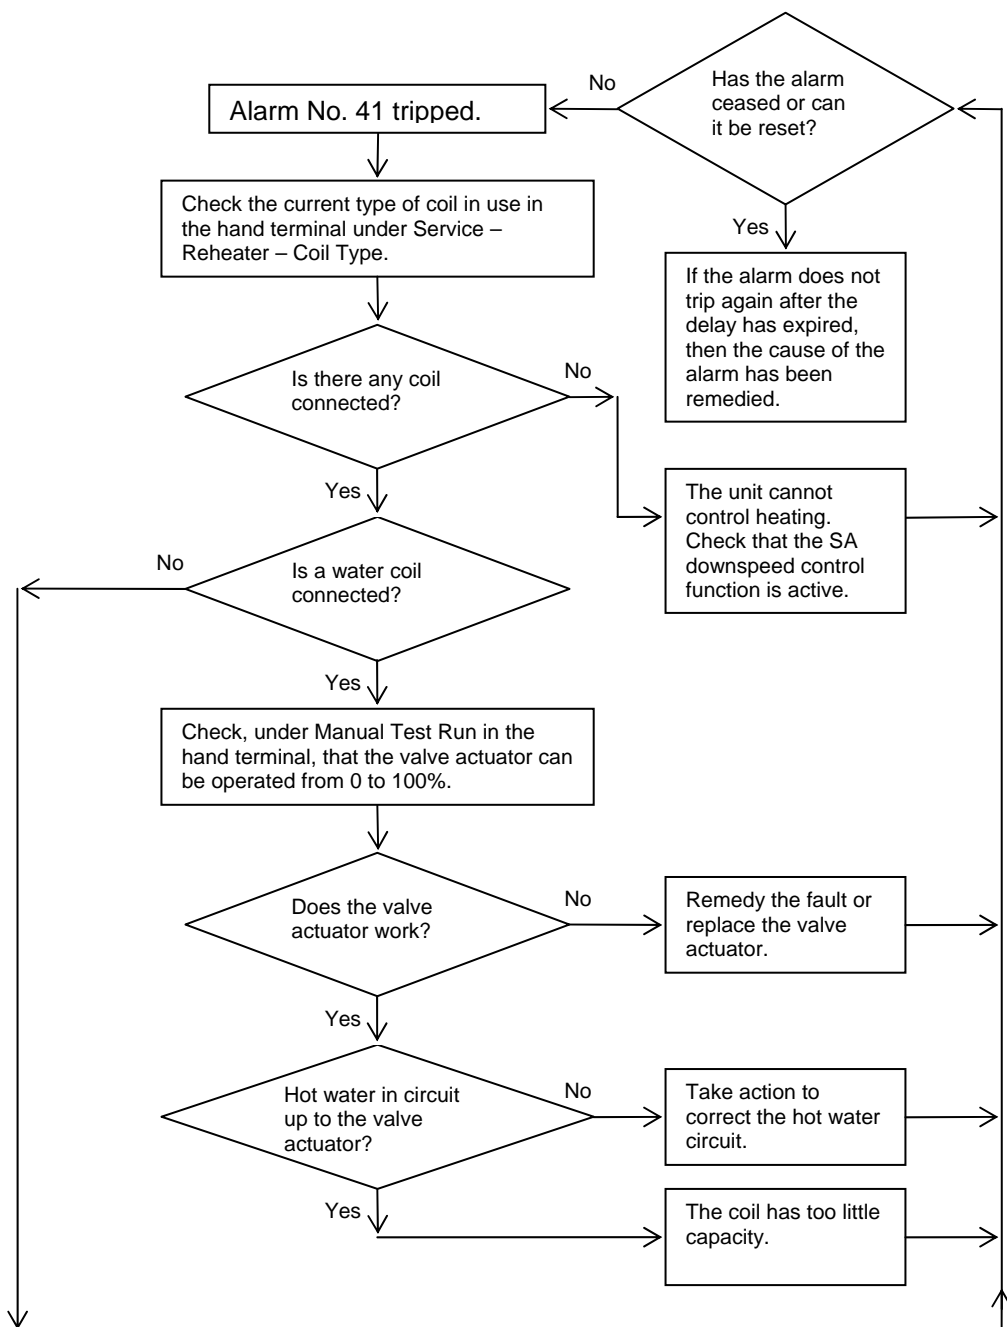 Has the alarm
ceased or can
it be reset?
No
Alarm No. 41 tripped.
Check the current type of coil in use in
the hand terminal under Service –
Reheater – Coil Type.
Yes
If the alarm does not
trip again after the
delay has expired,
then the cause of the
alarm has been
remedied.
Is there any coil
connected?
No
The unit cannot
control heating.
Check that the SA
downspeed control
function is active.
Yes
Is a water coil
connected?
No
Yes
Check, under Manual Test Run in the
hand terminal, that the valve actuator can
be operated from 0 to 100%.
Does the valve
actuator work?
No
Remedy the fault or
replace the valve
actuator.
Yes
Hot water in circuit
up to the valve
actuator?
No
Take action to
correct the hot water
circuit.
Yes
The coil has too little
capacity.